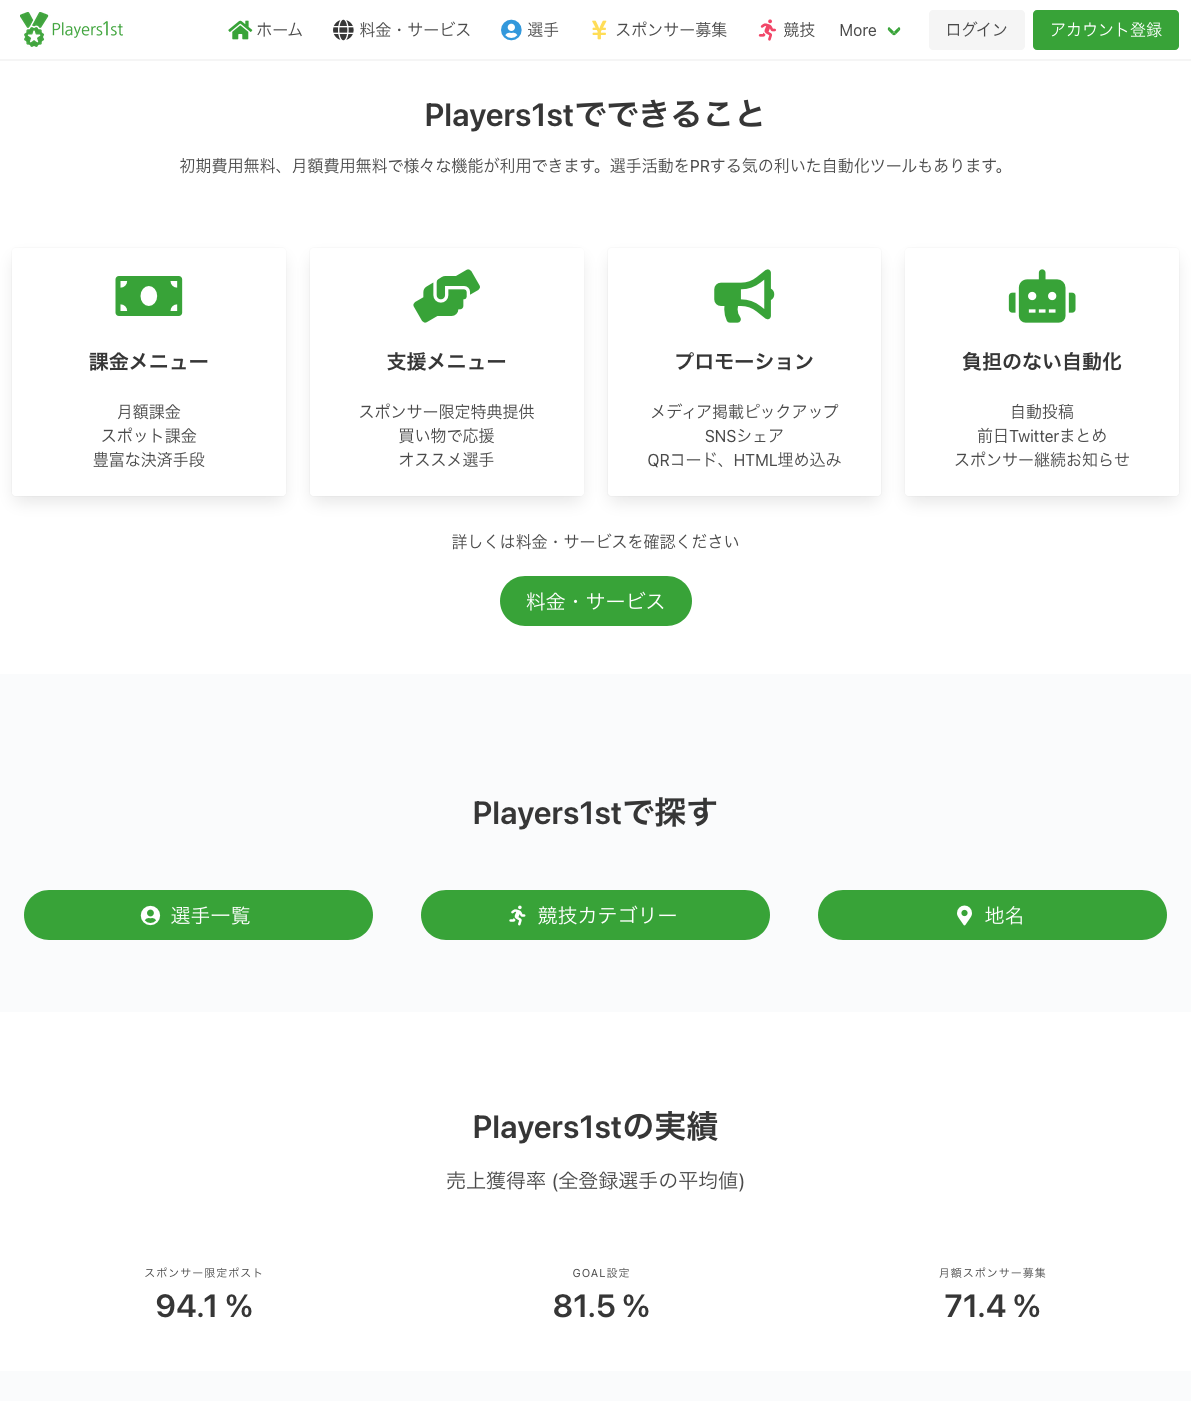 Players1st
ホーム
料金・サービス
選手
スポンサー募集
競技
More
ログイン
アカウント登録
Players1stでできること
初期費用無料、月額費用無料で様々な機能が利用できます。選手活動をPRする気の利いた自動化ツールもあります。
課金メニュー
月額課金
スポット課金
豊富な決済手段
支援メニュー
スポンサー限定特典提供
買い物で応援
オススメ選手
プロモーション
メディア掲載ピックアップ
SNSシェア
QRコード、HTML埋め込み
負担のない自動化
自動投稿
前日Twitterまとめ
スポンサー継続お知らせ
詳しくは料金・サービスを確認ください
料金・サービス
Players1stで探す
選手一覧
競技カテゴリー
地名
Players1stの実績
売上獲得率 (全登録選手の平均値)
スポンサー限定ポスト
94.1 %
GOAL設定
81.5 %
月額スポンサー募集
71.4 %